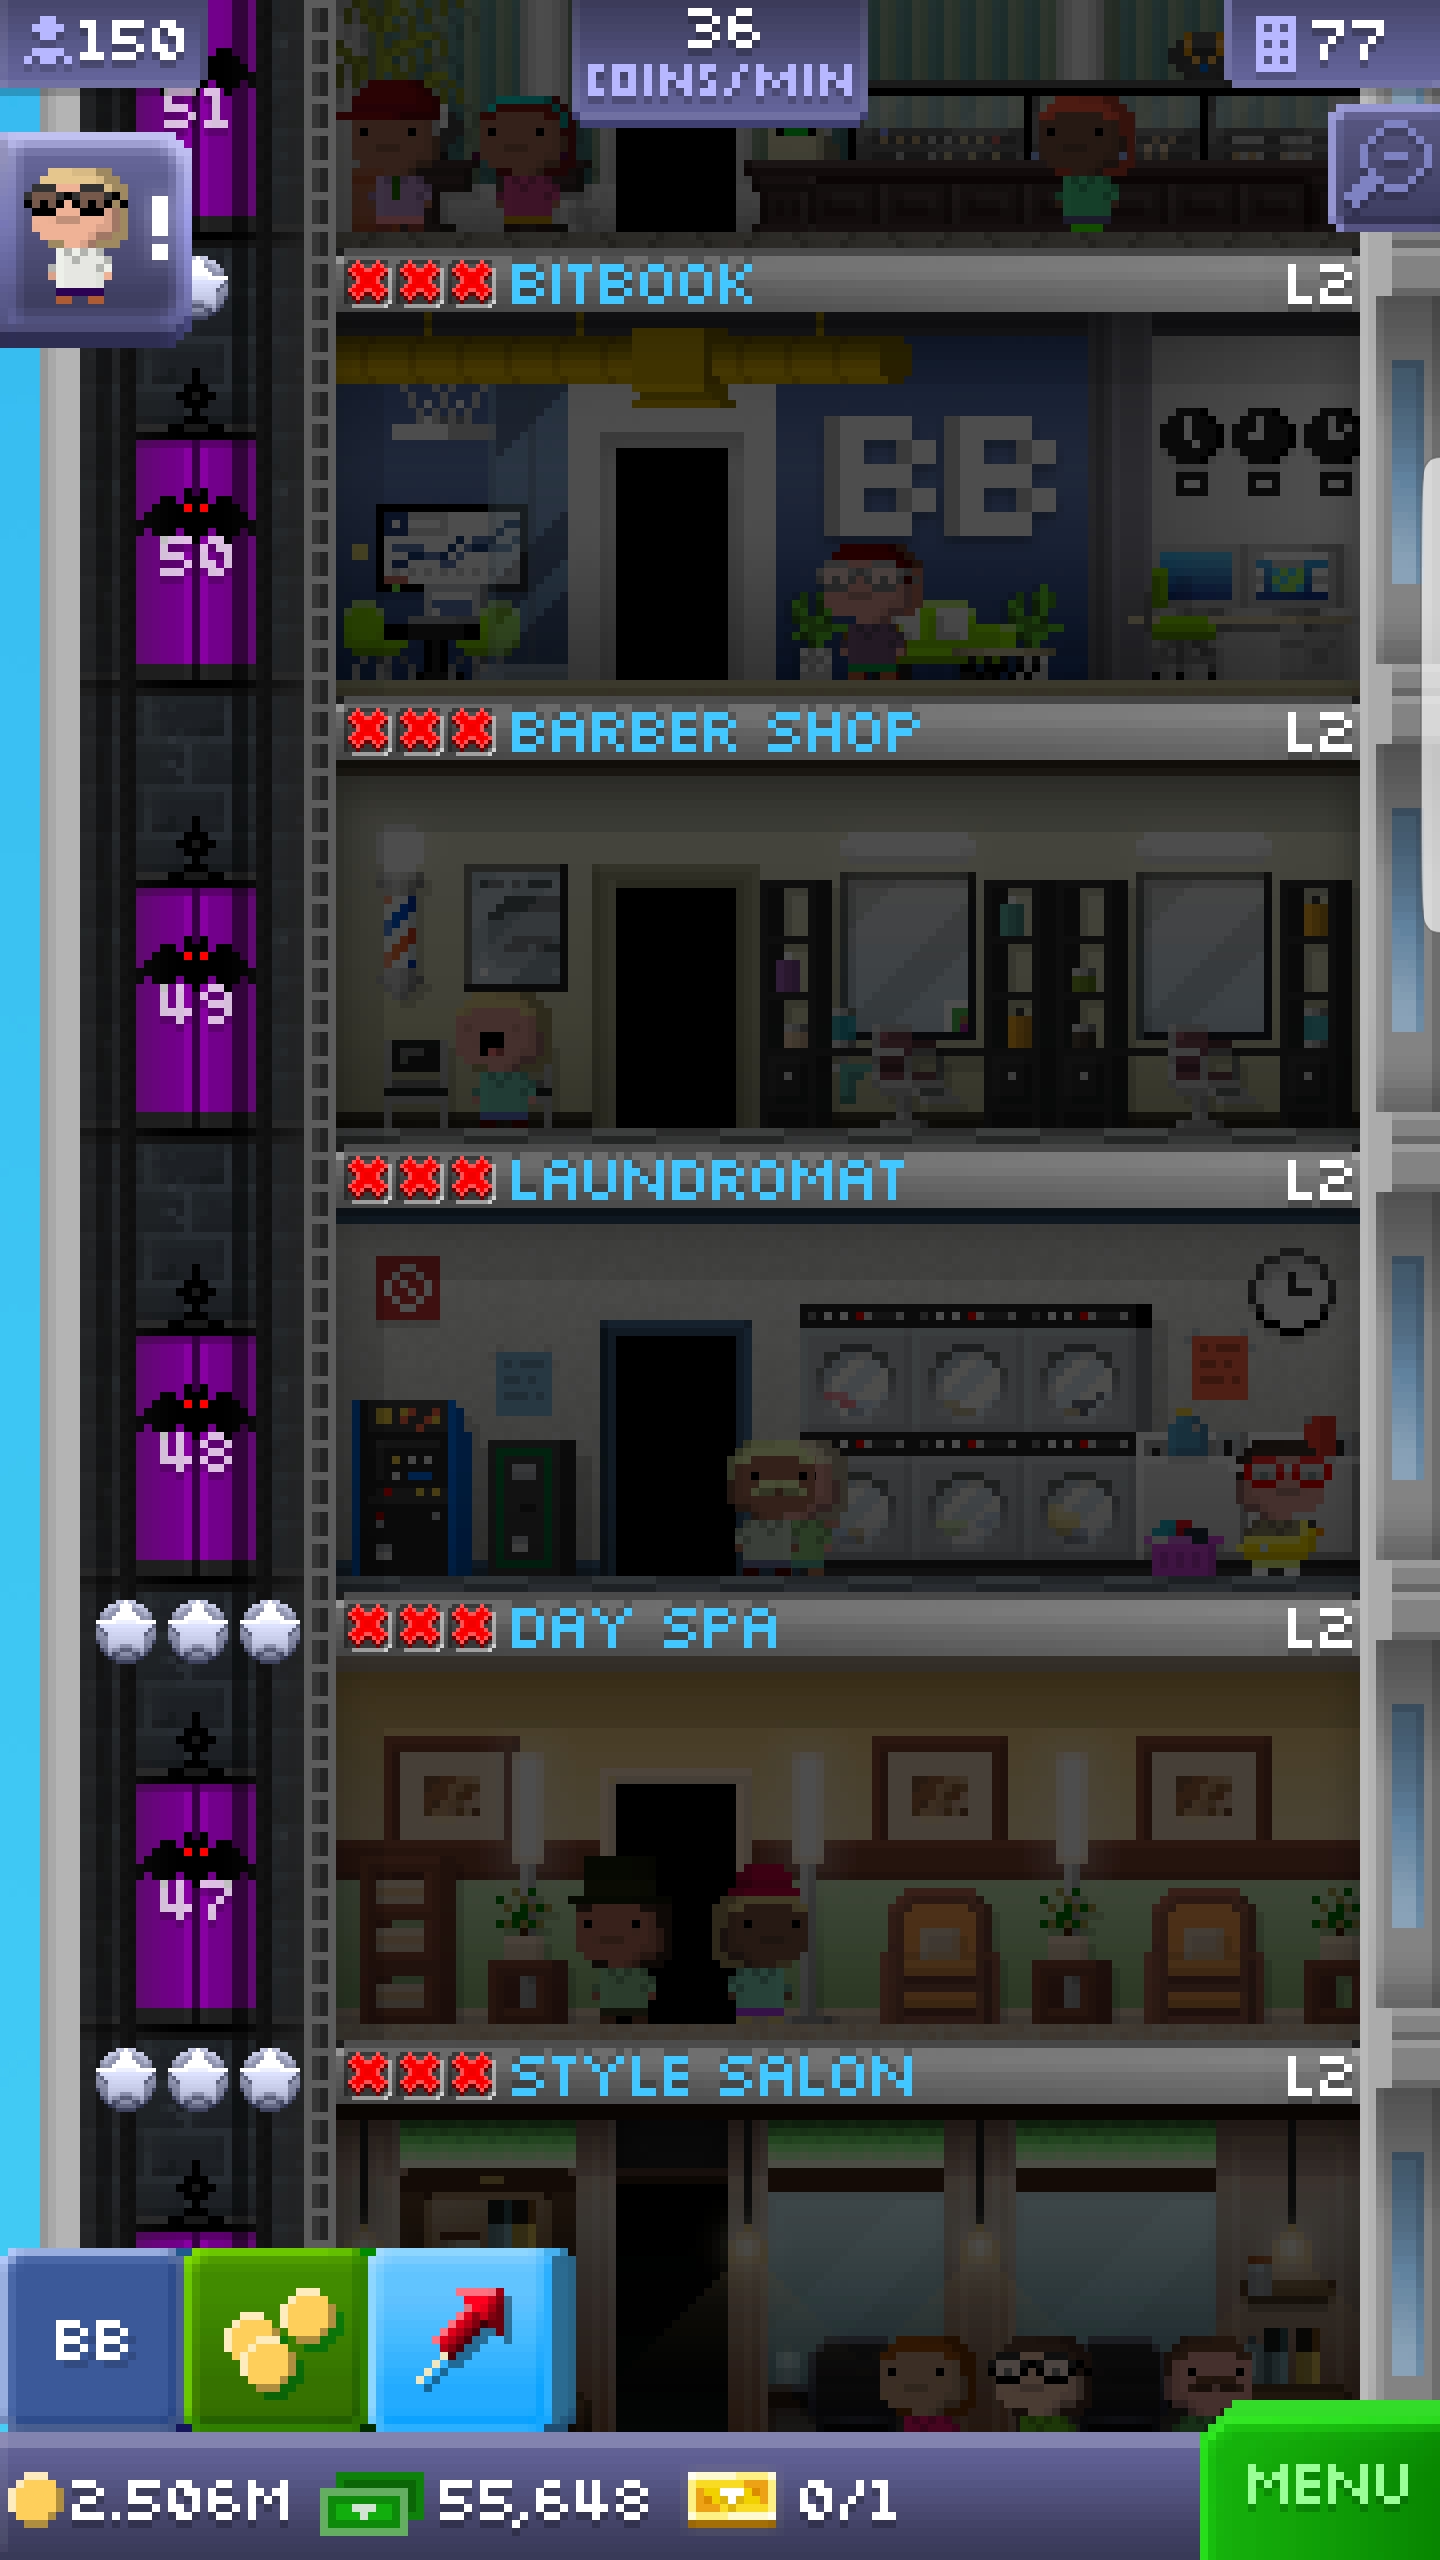 150
36
COINS/MIN
77
51
!
BITBOOK L2
BB
50
BARBER SHOP L2
49
LAUNDROMAT L2
48
DAY SPA L2
47
STYLE SALON L2
BB
2.506M 55,648 0/1
MENU